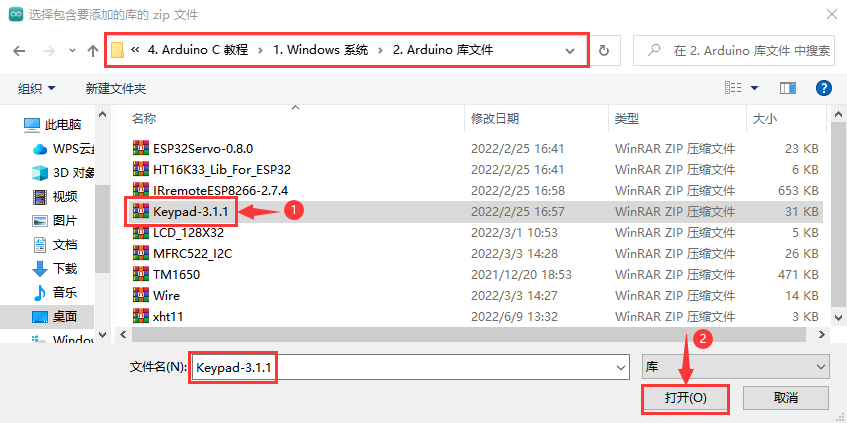 选择包含要添加的库的 zip 文件
« 4. Arduino C 教程 › 1. Windows 系统 › 2. Arduino 库文件
在 2. Arduino 库文件 中搜索
组织 新建文件夹
名称 修改日期 类型 大小
此电脑
WPS云盘
3D 对象
视频
图片
文档
下载
音乐
桌面
Window
ESP32Servo-0.8.0 2022/2/25 16:41 WinRAR ZIP 压缩文件 23 KB
HT16K33_Lib_For_ESP32 2022/2/25 16:41 WinRAR ZIP 压缩文件 6 KB
IRremoteESP8266-2.7.4 2022/2/25 16:58 WinRAR ZIP 压缩文件 653 KB
Keypad-3.1.1 1 2022/2/25 16:57 WinRAR ZIP 压缩文件 31 KB
LCD_128X32 2022/3/1 10:53 WinRAR ZIP 压缩文件 5 KB
MFRC522_I2C 2022/3/3 14:28 WinRAR ZIP 压缩文件 26 KB
TM1650 2021/12/20 18:53 WinRAR ZIP 压缩文件 471 KB
Wire 2022/3/3 14:27 WinRAR ZIP 压缩文件 14 KB
xht11 2022/6/9 13:32 WinRAR ZIP 压缩文件 3 KB
2
文件名(N): Keypad-3.1.1 库
打开(O) 取消